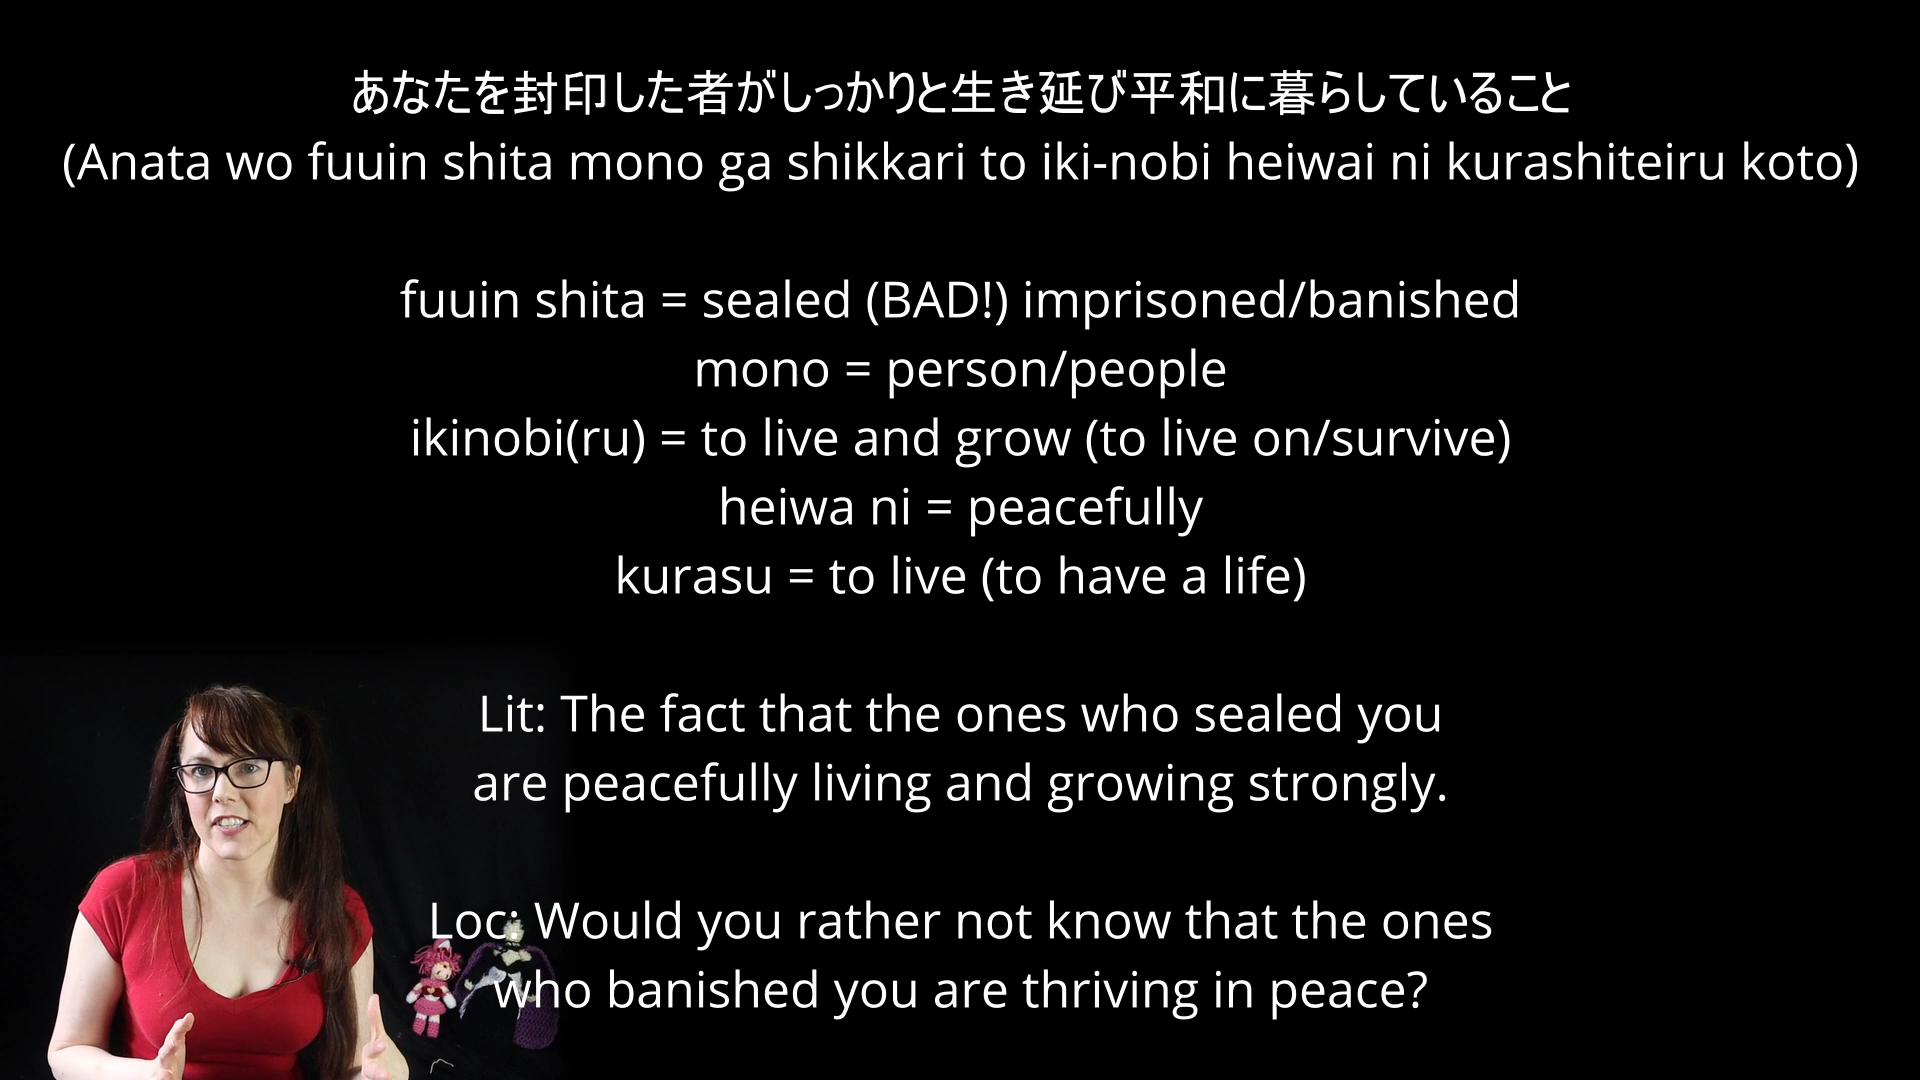 あなたを封印した者がしっかりと生き延び平和に暮らしていること
(Anata wo fuuin shita mono ga shikkari to iki-nobi heiwai ni kurashiteiru koto)
fuuin shita = sealed (BAD!) imprisoned/banished
mono = person/people
ikinobi(ru) = to live and grow (to live on/survive)
heiwa ni = peacefully
kurasu = to live (to have a life)
Lit: The fact that the ones who sealed you
are peacefully living and growing strongly.
Loc: Would you rather not know that the ones
who banished you are thriving in peace?